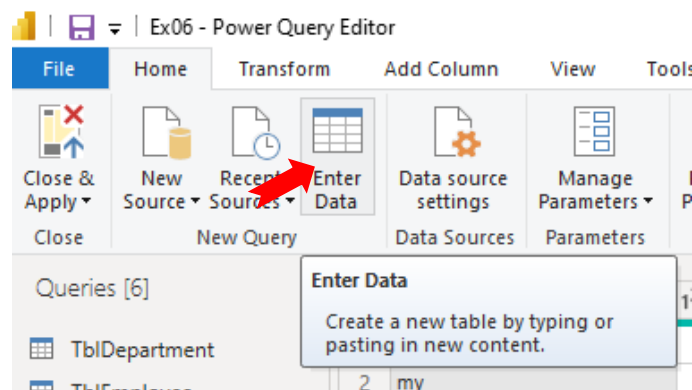 Ex06 - Power Query Editor
File Home Transform Add Column View Tools
Close & Apply
New Source
Recent Sources
Enter Data
Data source settings
Manage Parameters
Close New Query Data Sources Parameters
Queries [6]
Enter Data
Create a new table by typing or
pasting in new content.
TblDepartment
2 my